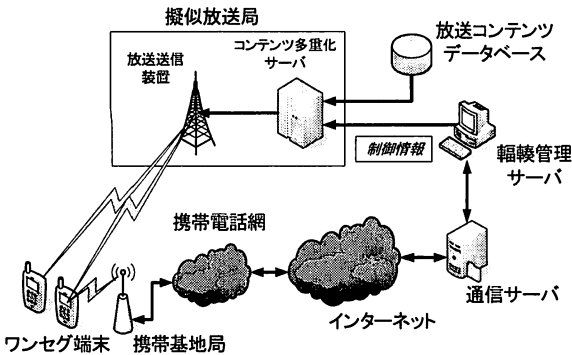 擬似放送局
放送送信
装置
コンテンツ多重化
サーバ
放送コンテンツ
データベース
制御情報
輻輳管理
サーバ
携帯電話網
インターネット
通信サーバ
ワンセグ端末
携帯基地局